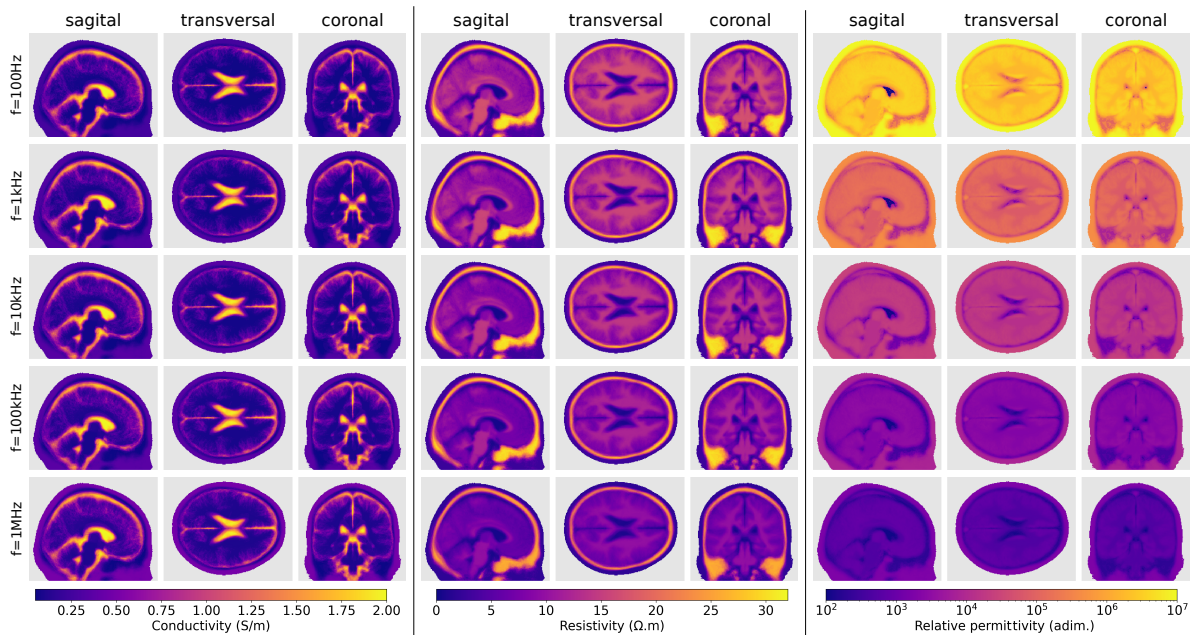 sagital transversal coronal sagital transversal coronal sagital transversal coronal
f=100Hz
f=1kHz
f=10kHz
f=100kHz
f=1MHz
0.25 0.50 0.75 1.00 1.25 1.50 1.75 2.00
Conductivity (S/m)
0 5 10 15 20 25 30
Resistivity (Ω.m)
10² 10³ 10⁴ 10⁵ 10⁶ 10⁷
Relative permittivity (adim.)